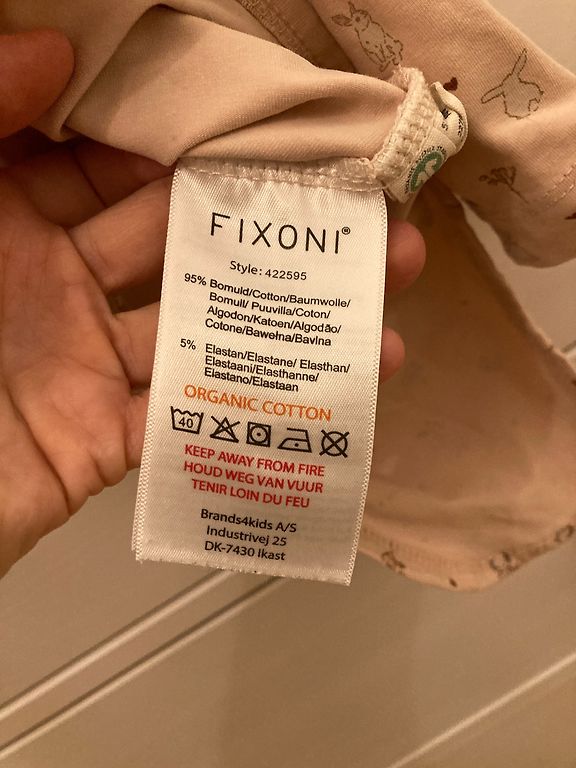 FIXONI®
Style: 422595
95% Bomuld/Cotton/Baumwolle/
Bomull/ Puuvilla/Coton/
Algodon/Katoen/Algodão/
Cotone/Bawełna/Bavlna
5% Elastan/Elastane/ Elasthan/
Elastaani/Elasthanne/
Elastano/Elastaan
ORGANIC COTTON
40
KEEP AWAY FROM FIRE
HOUD WEG VAN VUUR
TENIR LOIN DU FEU
Brands4kids A/S
Industrivej 25
DK-7430 Ikast